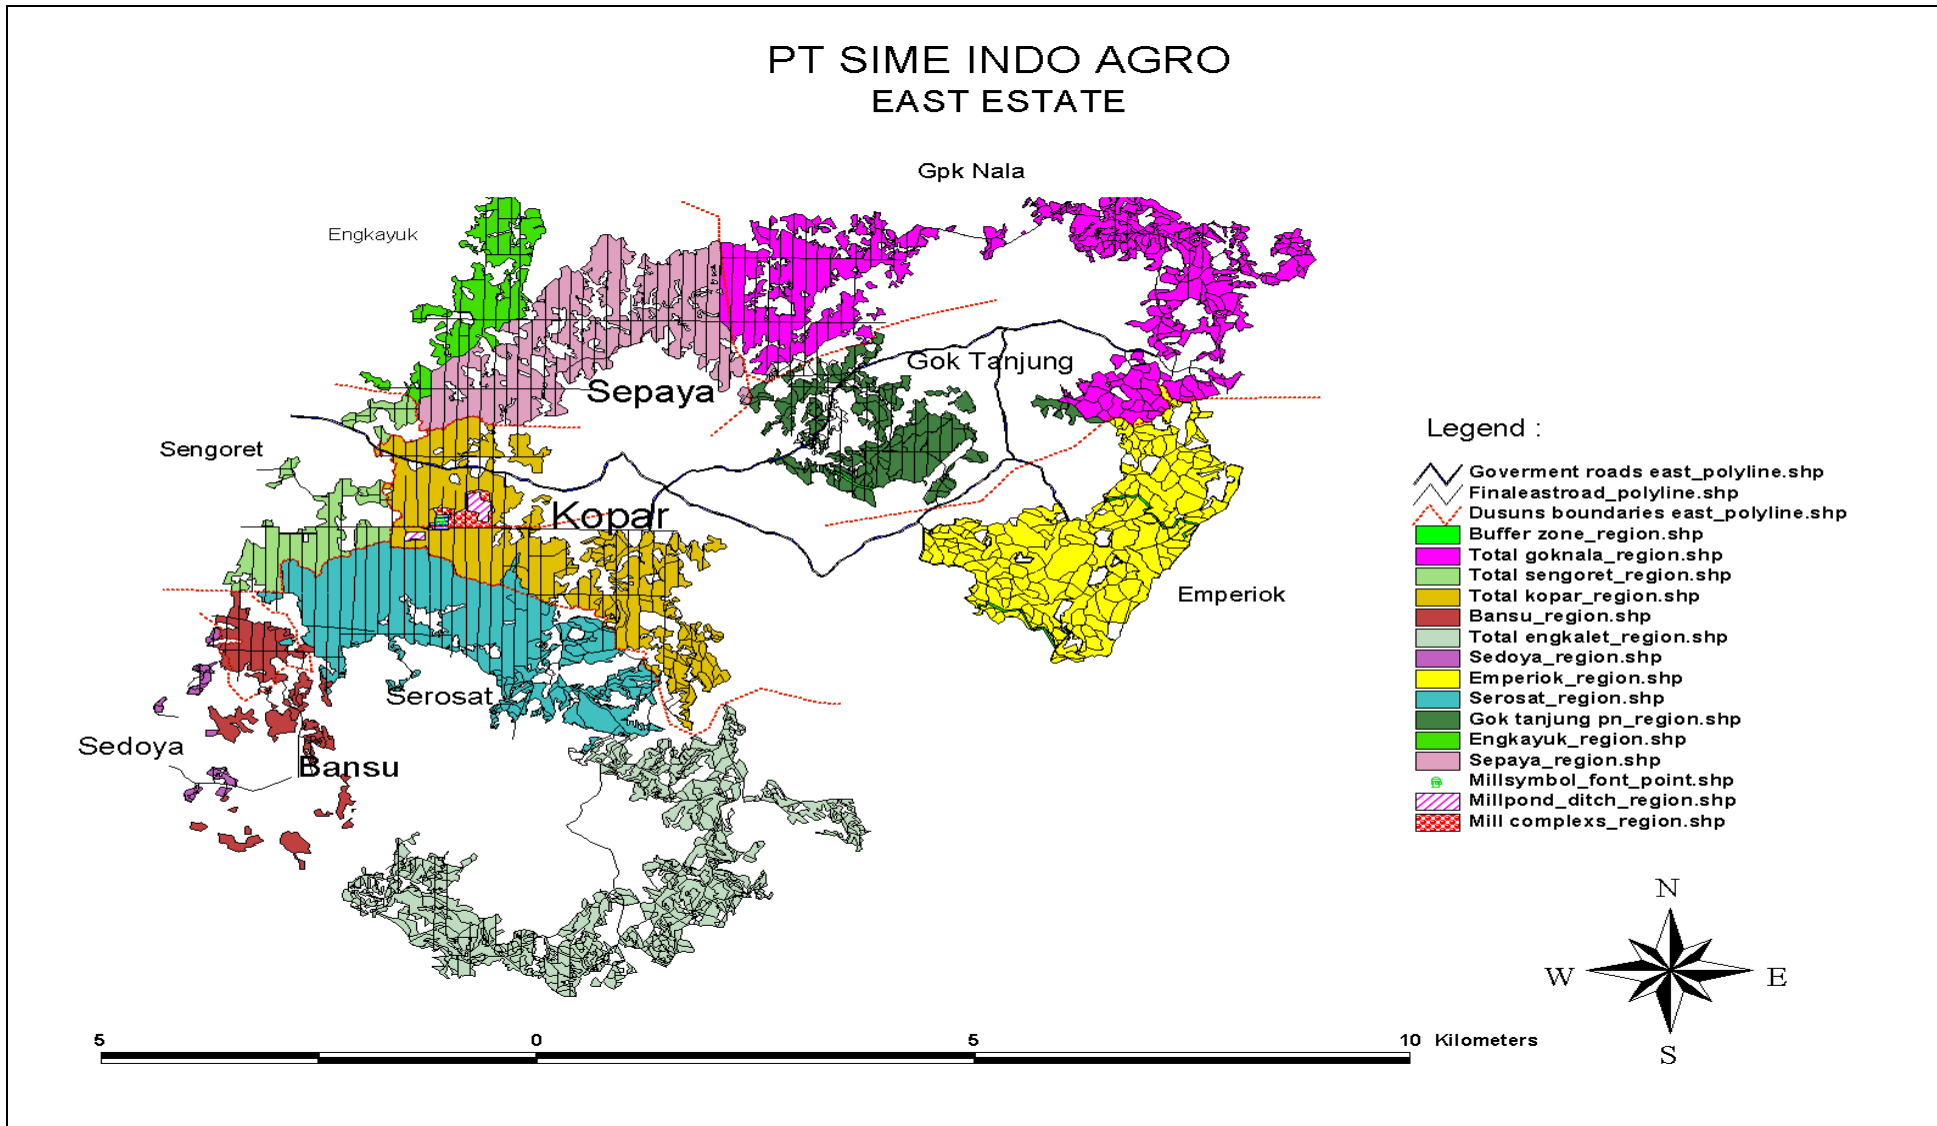 PT SIME INDO AGRO
EAST ESTATE
Gpk Nala
Engkayuk
Gok Tanjung
Sepaya
Sengoret
Kopar
Emperiok
Serosat
Sedoya
Bansu
Legend :
Goverment roads east_polyline.shp
Finaleastroad_polyline.shp
Dusuns boundaries east_polyline.shp
Buffer zone_region.shp
Total goknala_region.shp
Total sengoret_region.shp
Total kopar_region.shp
Bansu_region.shp
Total engkalet_region.shp
Sedoya_region.shp
Emperiok_region.shp
Serosat_region.shp
Gok tanjung pn_region.shp
Engkayuk_region.shp
Sepaya_region.shp
Millsymbol_font_point.shp
Millpond_ditch_region.shp
Mill complexs_region.shp
N
W E
S
5 0 5 10 Kilometers